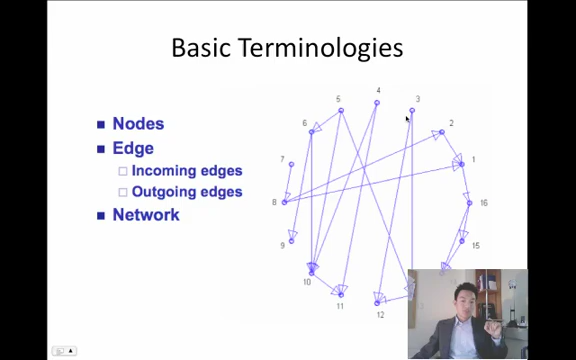 Basic Terminologies
Nodes
Edge
Incoming edges
Outgoing edges
Network
4
5
3
6
2
7
1
8
16
9
15
10
11
12